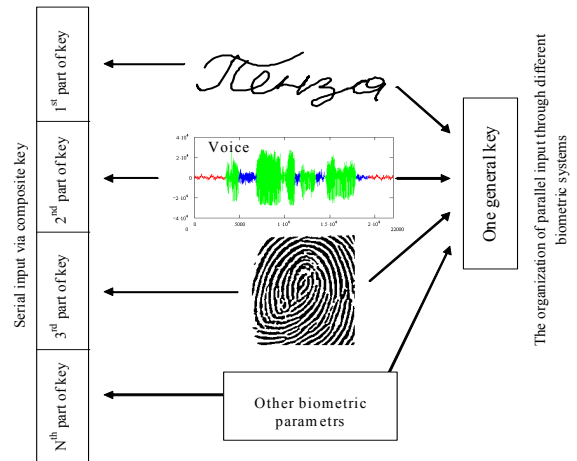 Serial input via composite key
1st part of key
2nd part of key
3rd part of key
Nth part of key
Пенза
Voice
4·10⁴
2·10⁴
0
−2·10⁴
−4·10⁴
0
5000
1·10⁴
1.5·10⁴
2·10⁴
22000
Other biometric
parametrs
One general key
The organization of parallel input through different
biometric systems